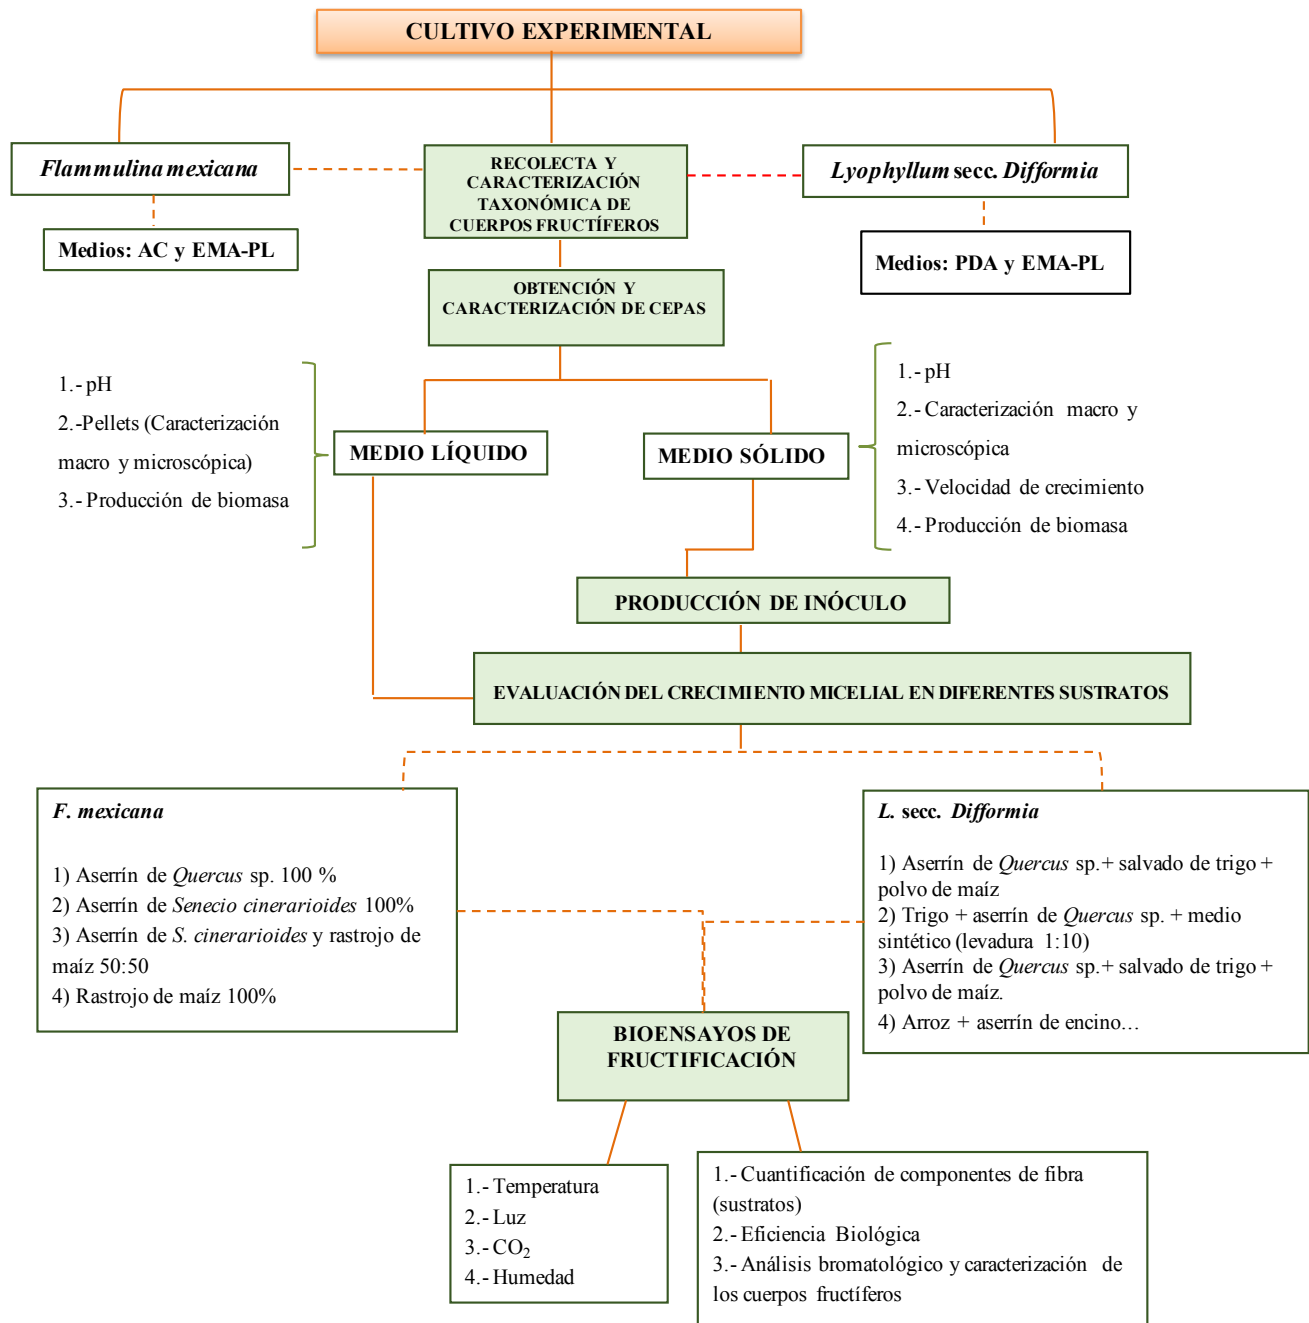 CULTIVO EXPERIMENTAL
Flammulina mexicana
RECOLECTA Y
CARACTERIZACIÓN
TAXONÓMICA DE
CUERPOS FRUCTÍFEROS
Lyophyllum secc. Difformia
Medios: AC y EMA-PL
Medios: PDA y EMA-PL
OBTENCIÓN Y
CARACTERIZACIÓN DE CEPAS
1.- pH
2.-Pellets (Caracterización
macro y microscópica)
3.- Producción de biomasa
MEDIO LÍQUIDO
MEDIO SÓLIDO
1.- pH
2.- Caracterización macro y
microscópica
3.- Velocidad de crecimiento
4.- Producción de biomasa
PRODUCCIÓN DE INÓCULO
EVALUACIÓN DEL CRECIMIENTO MICELIAL EN DIFERENTES SUSTRATOS
F. mexicana
1) Aserrín de Quercus sp. 100 %
2) Aserrín de Senecio cinerarioides 100%
3) Aserrín de S. cinerarioides y rastrojo de
maíz 50:50
4) Rastrojo de maíz 100%
L. secc. Difformia
1) Aserrín de Quercus sp.+ salvado de trigo +
polvo de maíz
2) Trigo + aserrín de Quercus sp. + medio
sintético (levadura 1:10)
3) Aserrín de Quercus sp.+ salvado de trigo +
polvo de maíz.
4) Arroz + aserrín de encino…
BIOENSAYOS DE
FRUCTIFICACIÓN
1.- Temperatura
2.- Luz
3.- CO₂
4.- Humedad
1.- Cuantificación de componentes de fibra
(sustratos)
2.- Eficiencia Biológica
3.- Análisis bromatológico y caracterización de
los cuerpos fructíferos